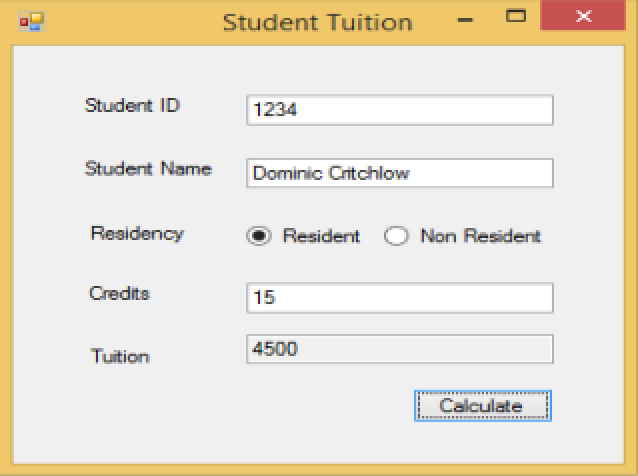 Student Tuition
Student ID 1234
Student Name Dominic Critchlow
Residency Resident Non Resident
Credits 15
Tuition 4500
Calculate